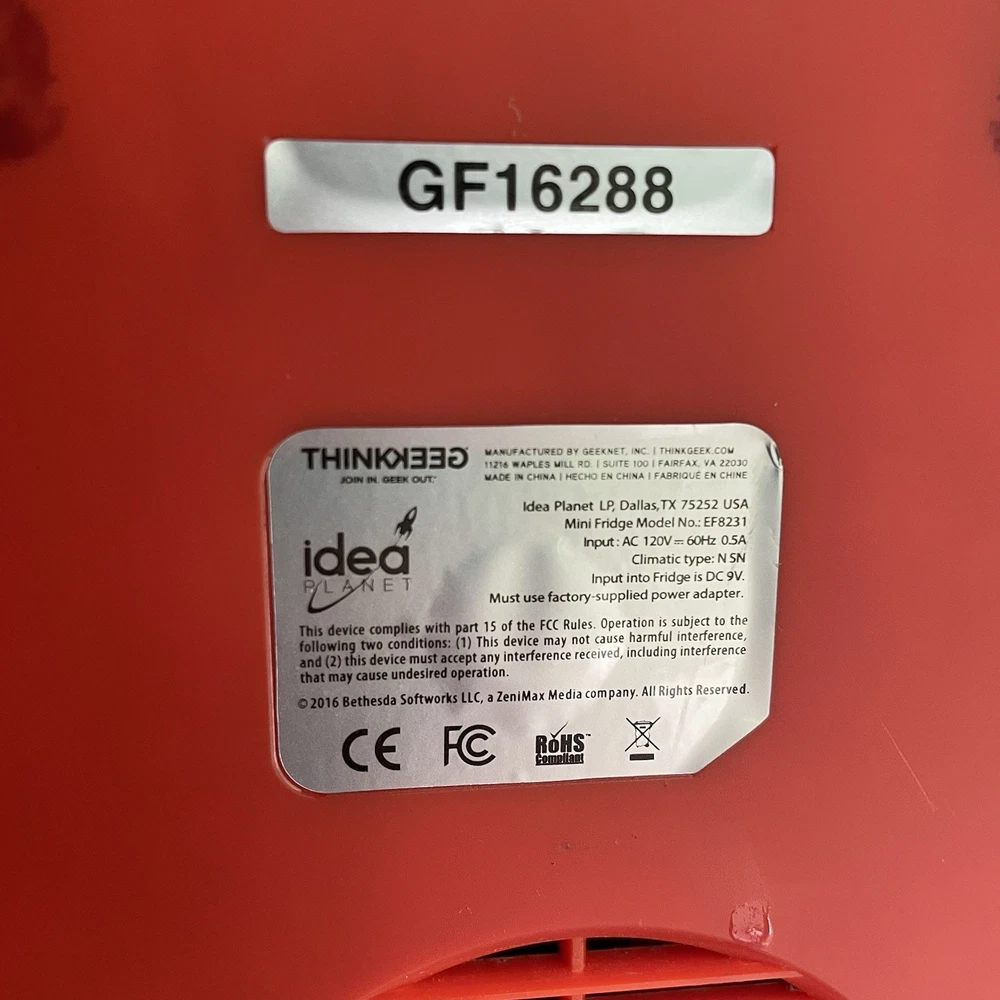 GF16288
THINKGEEK
JOIN IN. GEEK OUT.™
MANUFACTURED BY GEEKNET, INC. | THINKGEEK.COM
11216 WAPLES MILL RD. | SUITE 100 | FAIRFAX, VA 22030
MADE IN CHINA | HECHO EN CHINA | FABRIQUÉ EN CHINE
idea
PLANET
Idea Planet LP, Dallas,TX 75252 USA
Mini Fridge Model No.: EF8231
Input: AC 120V⎓ 60Hz 0.5A
Climatic type: N SN
Input into Fridge is DC 9V.
Must use factory-supplied power adapter.
This device complies with part 15 of the FCC Rules. Operation is subject to the
following two conditions: (1) This device may not cause harmful interference,
and (2) this device must accept any interference received, including interference
that may cause undesired operation.
© 2016 Bethesda Softworks LLC, a ZeniMax Media company. All Rights Reserved.
CE FC RoHS™
Compliant